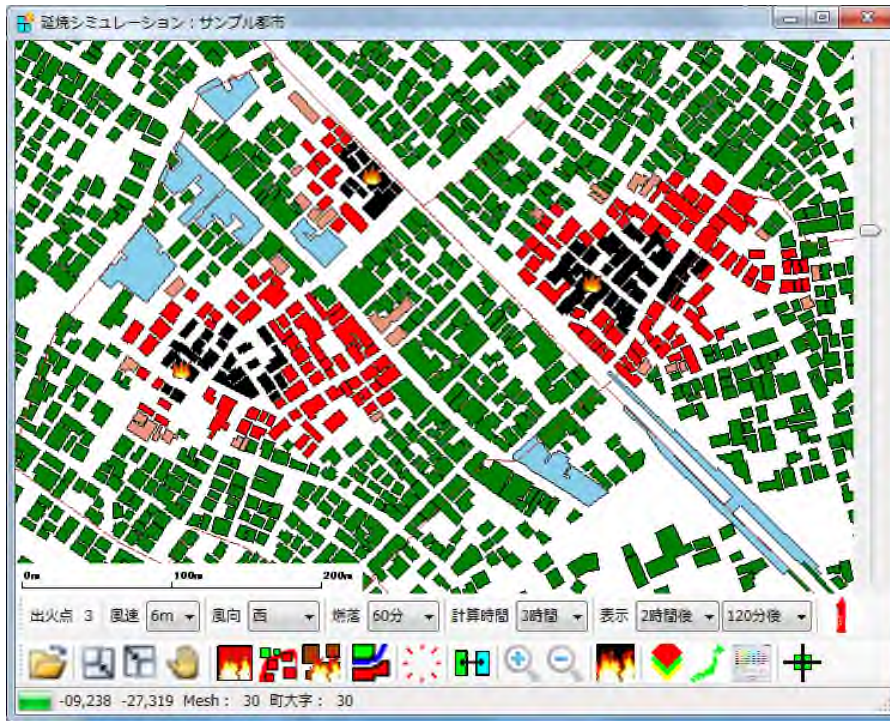 延焼シミュレーション：サンプル都市
0m 100m 200m
出火点 3 風速 6m 風向 西 燃落 60分 計算時間 3時間 表示 2時間後 120分後
-09,238 -27,319 Mesh： 30 町大字： 30